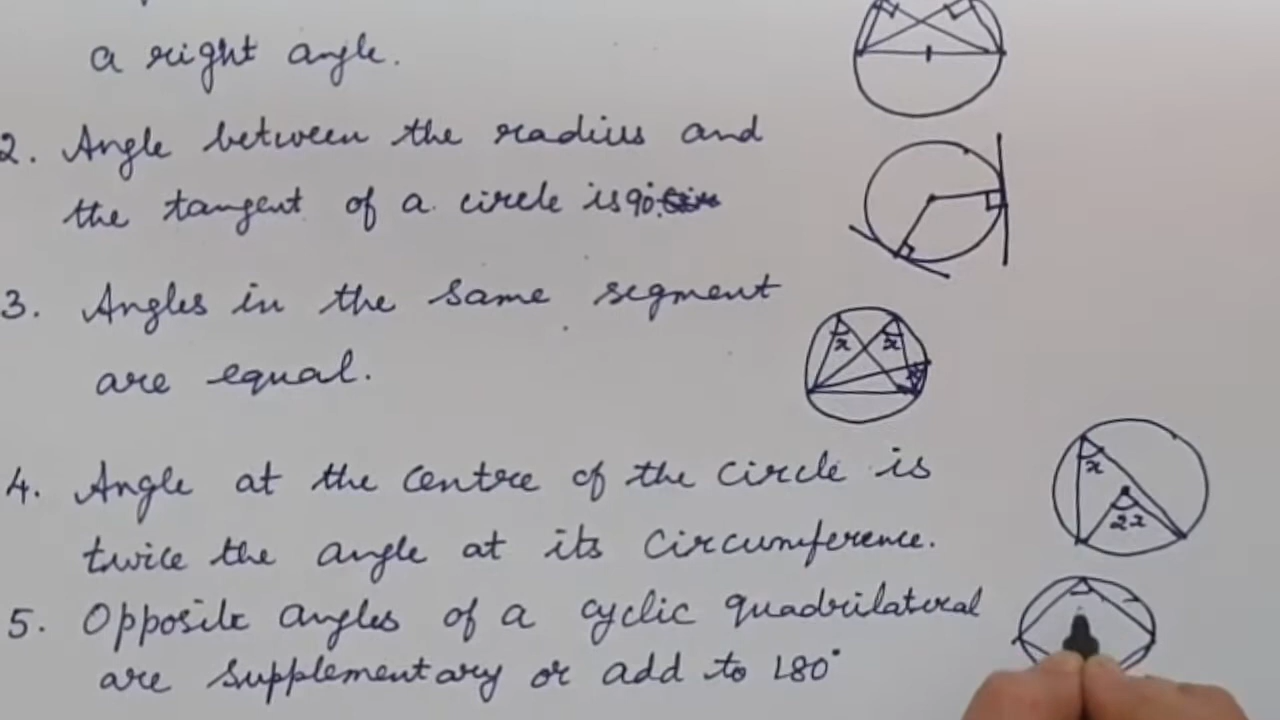 a right angle.
2. Angle between the radius and
the tangent of a circle is 90°.
3. Angles in the same segment
are equal.
x x
4. Angle at the centre of the circle is
x
2x
twice the angle at its circumference.
5. Opposite angles of a cyclic quadrilateral
are supplementary or add to 180°